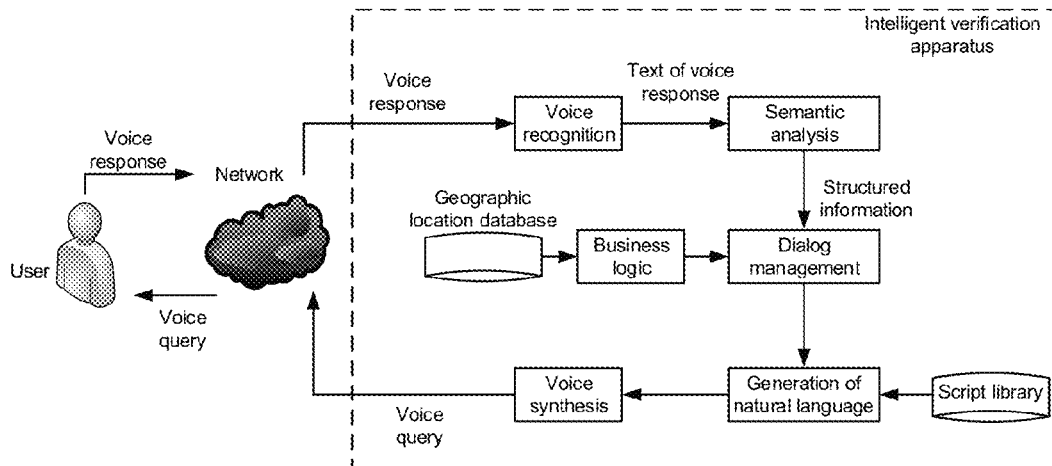 Intelligent verification
apparatus
Voice
response
Text of voice
response
Voice
recognition
Semantic
analysis
Voice
response
Network
Structured
information
Geographic
location database
Business
logic
Dialog
management
User
Voice
query
Voice
synthesis
Generation of
natural language
Script library
Voice
query